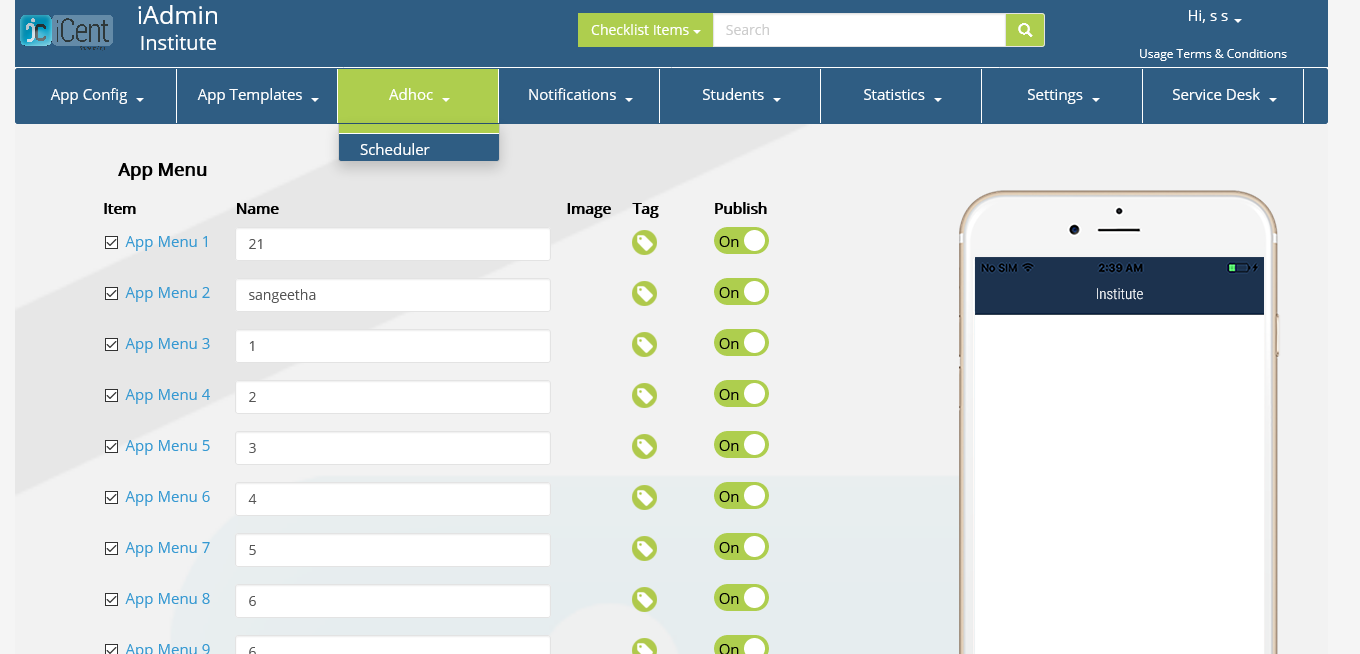 iCent
iAdmin
Institute
Checklist Items
Search
Hi, s s
Usage Terms & Conditions
App Config
App Templates
Adhoc
Notifications
Students
Statistics
Settings
Service Desk
Scheduler
App Menu
Item Name Image Tag Publish
App Menu 1 21 On
App Menu 2 sangeetha On
App Menu 3 1 On
App Menu 4 2 On
App Menu 5 3 On
App Menu 6 4 On
App Menu 7 5 On
App Menu 8 6 On
App Menu 9 6 On
No SIM 2:39 AM
Institute